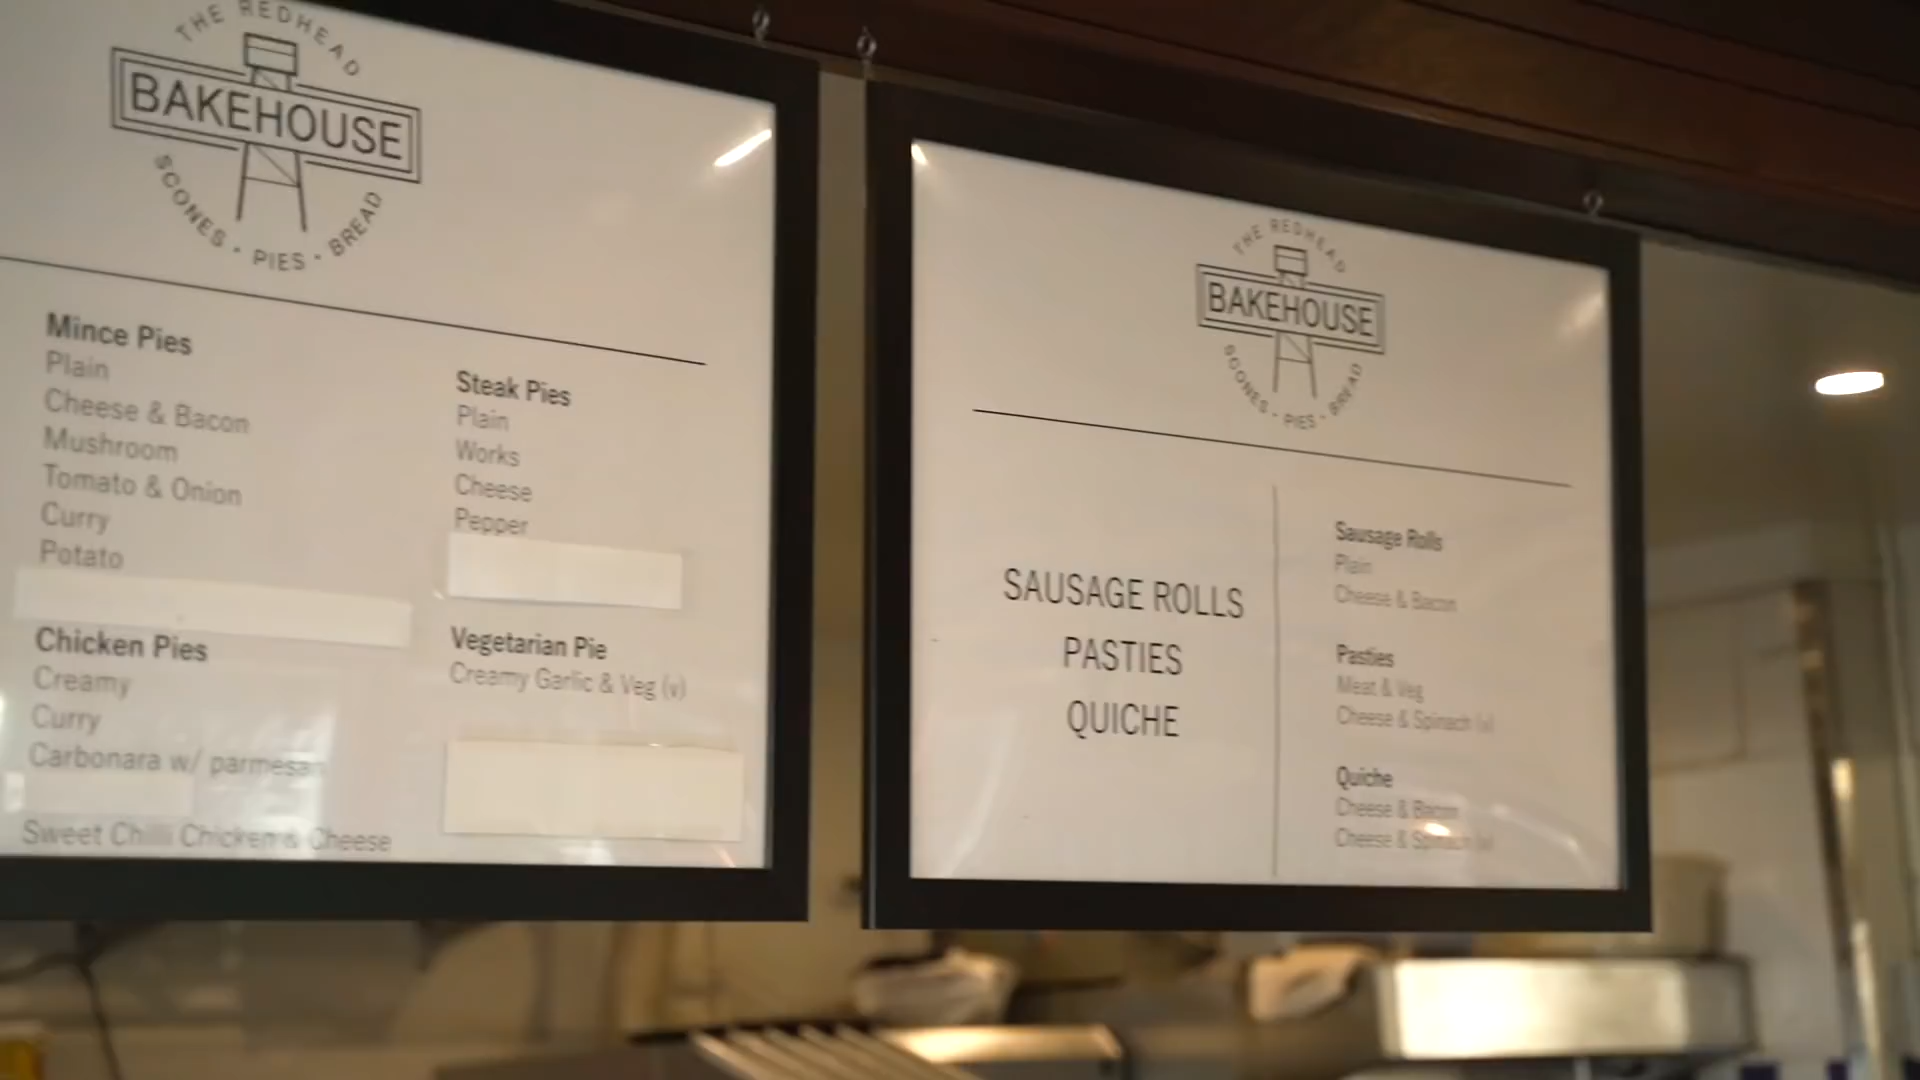 THE REDHEAD
BAKEHOUSE
SCONES • PIES • BREAD
Mince Pies
Plain
Cheese & Bacon
Mushroom
Tomato & Onion
Curry
Potato
Chicken Pies
Creamy
Curry
Carbonara w/ parmesan
Sweet Chilli Chicken & Cheese
Steak Pies
Plain
Works
Cheese
Pepper
Vegetarian Pie
Creamy Garlic & Veg (v)
THE REDHEAD
BAKEHOUSE
SCONES • PIES • BREAD
SAUSAGE ROLLS
PASTIES
QUICHE
Sausage Rolls
Plain
Cheese & Bacon
Pasties
Meat & Veg
Cheese & Spinach (v)
Quiche
Cheese & Bacon
Cheese & Spinach (v)